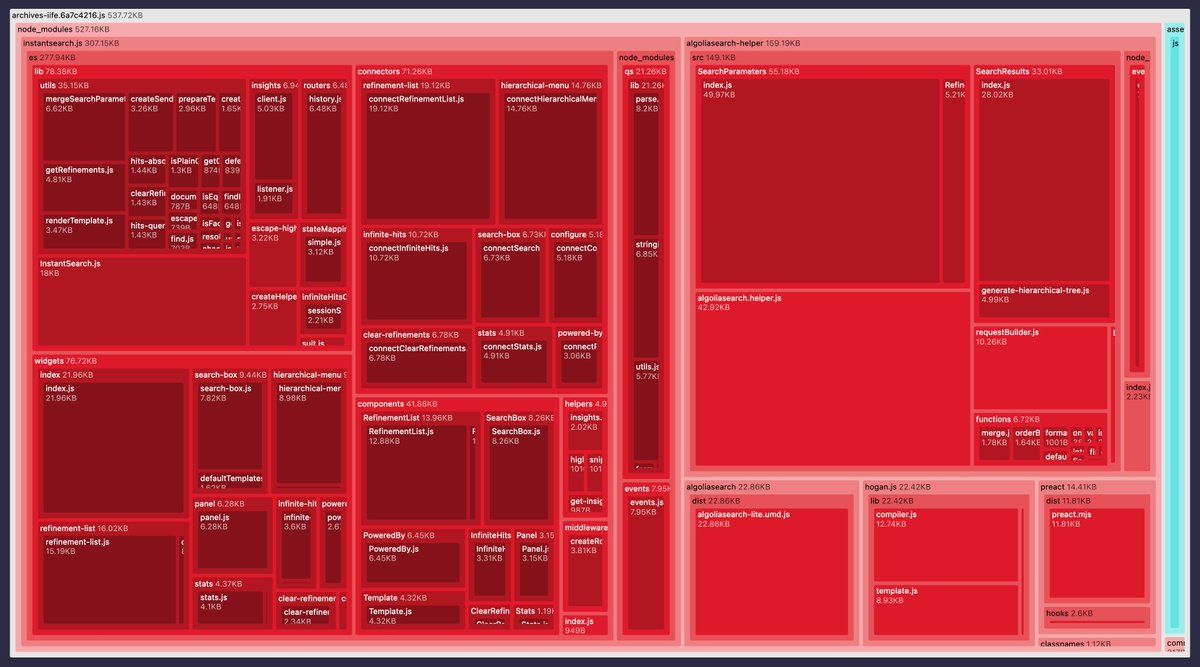 archives-iife.6a7c4216.js 537.72KB
node_modules 527.16KB
instantsearch.js 307.15KB
es 277.94KB
lib 78.38KB
utils 35.15KB
mergeSearchParamet
6.62KB
createSend
3.26KB
prepareTe
2.96KB
creat
1.65K
getRefinements.js
4.81KB
hits-absc
1.44KB
isPlainC
1.3KB
getC
874
defe
839
renderTemplate.js
3.47KB
clearRefi
1.43KB
docum
787B
isEq
648
findI
648
hits-quer
1.43KB
escape
739B
isFac
find.js
resol
InstantSearch.js
18KB
insights 6.94
client.js
5.03KB
listener.js
1.91KB
routers 6.48
history.js
6.48KB
escape-high
3.22KB
stateMappin
simple.js
3.12KB
createHelpe
2.75KB
infiniteHitsC
sessionS
2.21KB
suit.js
widgets 76.72KB
index 21.96KB
index.js
21.96KB
search-box 9.44KB
search-box.js
7.82KB
defaultTemplates
1.62KB
hierarchical-menu 9
hierarchical-mer
8.98KB
refinement-list 16.02KB
refinement-list.js
15.19KB
panel 6.28KB
panel.js
6.28KB
infinite-hit
infinite-
3.6KB
powere
pow
2.6
stats 4.37KB
stats.js
4.1KB
clear-refinemer
clear-refiner
2.34KB
connectors 71.26KB
refinement-list 19.12KB
connectRefinementList.js
19.12KB
hierarchical-menu 14.76KB
connectHierarchicalMer
14.76KB
infinite-hits 10.72KB
connectInfiniteHits.js
10.72KB
search-box 6.73KB
connectSearch
6.73KB
configure 5.18
connectCo
5.18KB
clear-refinements 6.78KB
connectClearRefinements
6.78KB
stats 4.91KB
connectStats.js
4.91KB
powered-by
connectF
3.06KB
components 41.88KB
RefinementList 13.96KB
RefinementList.js
12.88KB
SearchBox 8.26KB
SearchBox.js
8.26KB
PoweredBy 6.45KB
PoweredBy.js
6.45KB
InfiniteHits
InfiniteH
3.31KB
Panel 3.15
Panel.js
3.15KB
Template 4.32KB
Template.js
4.32KB
ClearRefin
Stats 1.19K
helpers 4.9
insights.
2.02KB
higl
101
snip
101
get-insig
987B
middleware
createRo
3.81KB
index.js
949B
node_modules
qs 21.26KB
lib 21.26
parse.
8.2KB
stringi
6.85K
utils.js
5.77K
events 7.95K
events.js
7.95KB
algoliasearch-helper 159.19KB
src 149.1KB
SearchParameters 55.18KB
index.js
49.97KB
Refin
5.21K
algoliasearch.helper.js
42.92KB
SearchResults 33.01KB
index.js
28.02KB
generate-hierarchical-tree.js
4.99KB
requestBuilder.js
10.26KB
functions 6.72KB
merge.j
1.78KB
orderB
1.64KB
forma
1001B
defau
node_
eve
index.j
2.23KB
algoliasearch 22.86KB
dist 22.86KB
algoliasearch-lite.umd.js
22.86KB
hogan.js 22.42KB
lib 22.42KB
compiler.js
12.74KB
template.js
8.93KB
preact 14.41KB
dist 11.81KB
preact.mjs
11.81KB
hooks 2.6KB
classnames 1.12KB
asse
js
com